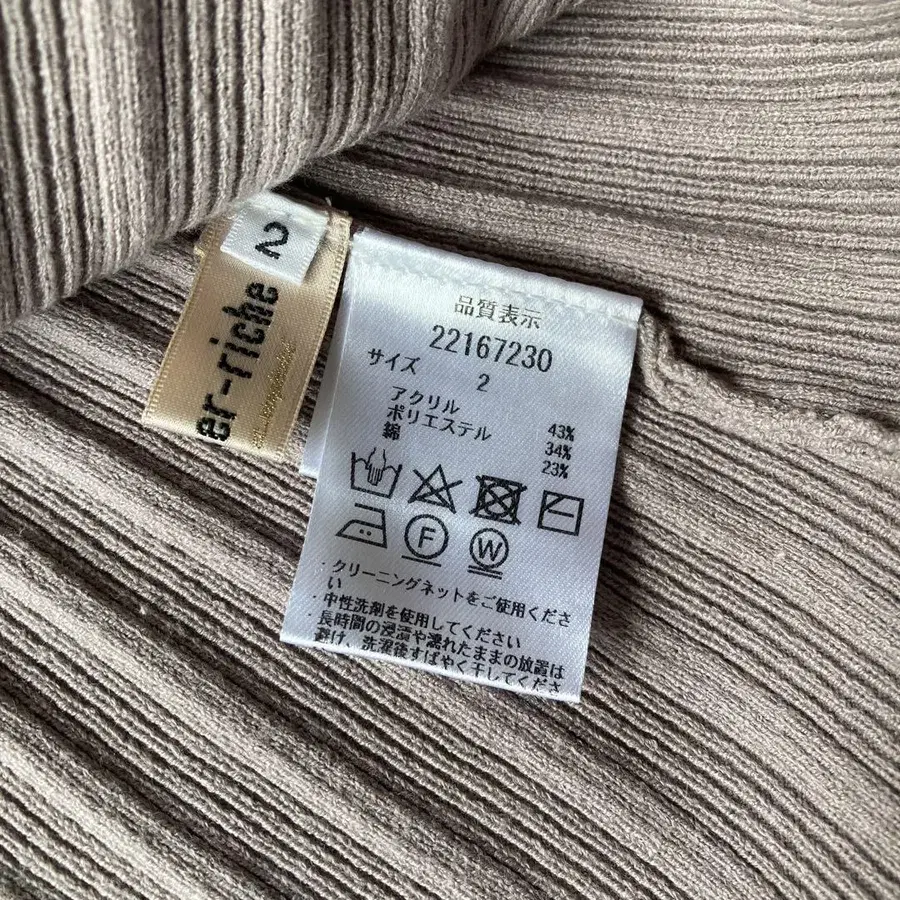 2
er-riche
品質表示
22167230
サイズ 2
アクリル 43%
ポリエステル 34%
綿 23%
F W
・クリーニングネットをご使用くださ
い
・中性洗剤を使用してください
・長時間の浸漬や濡れたままの放置は
避け、洗濯後すばやく干してくださ